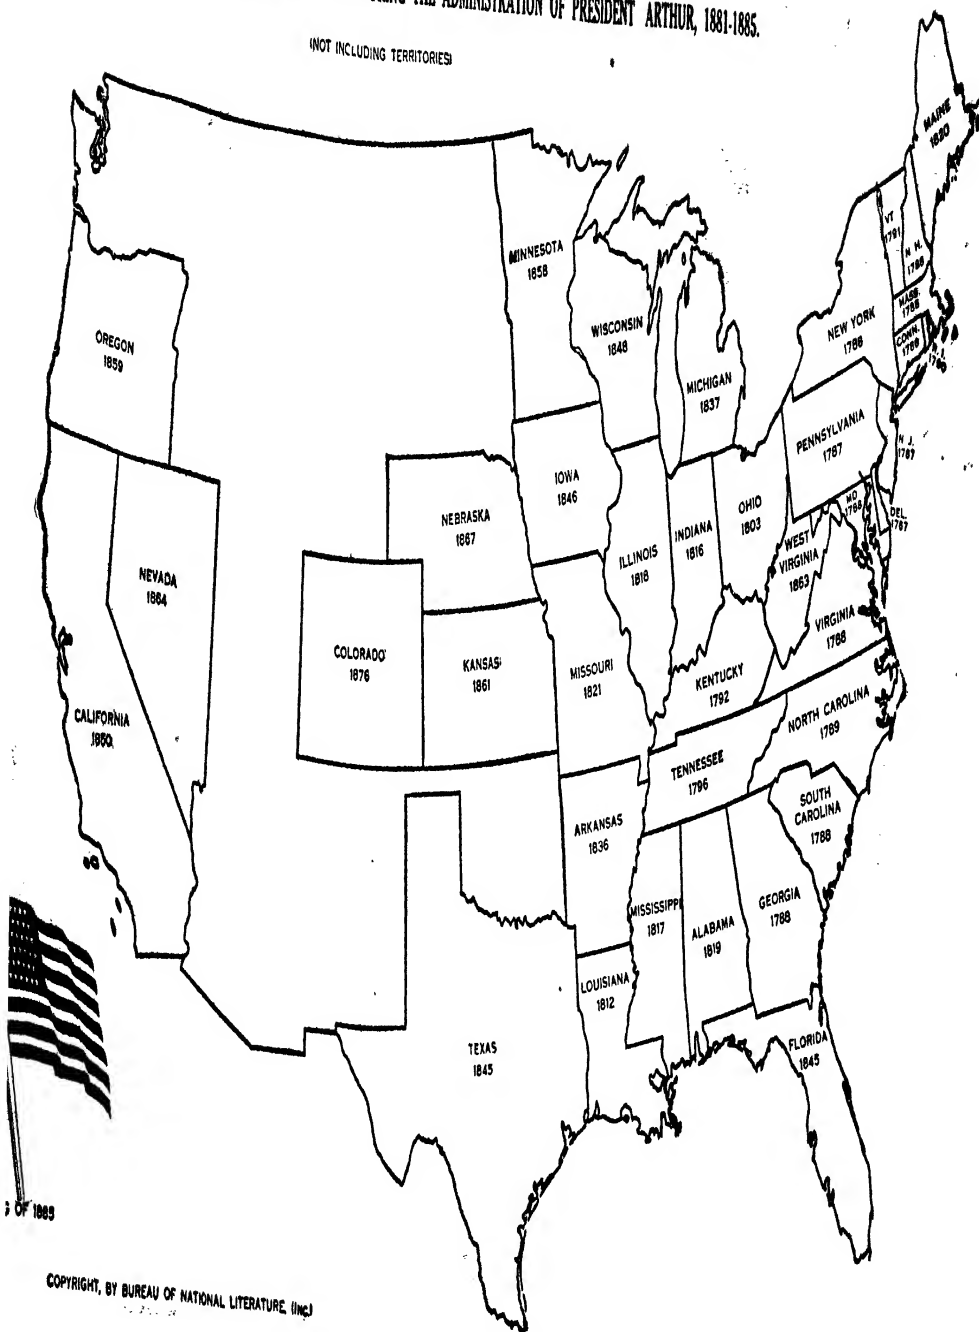 THE ADMINISTRATION OF PRESIDENT ARTHUR, 1881-1885.
(NOT INCLUDING TERRITORIES)
MAINE
1820
VT
1791
N. H.
1788
MASS.
1788
CONN.
1788
NEW YORK
1788
MINNESOTA
1858
WISCONSIN
1848
MICHIGAN
1837
OREGON
1859
PENNSYLVANIA
1787
N. J.
1787
IOWA
1846
NEBRASKA
1867
OHIO
1803
MD
1788
DEL.
1787
INDIANA
1816
ILLINOIS
1818
WEST
VIRGINIA
1863
NEVADA
1864
VIRGINIA
1788
COLORADO
1876
KANSAS
1861
MISSOURI
1821
KENTUCKY
1792
NORTH CAROLINA
1789
CALIFORNIA
1850
TENNESSEE
1796
SOUTH
CAROLINA
1788
ARKANSAS
1836
MISSISSIPPI
1817
ALABAMA
1819
GEORGIA
1788
LOUISIANA
1812
TEXAS
1845
FLORIDA
1845
OF 1885
COPYRIGHT, BY BUREAU OF NATIONAL LITERATURE, (Inc.)